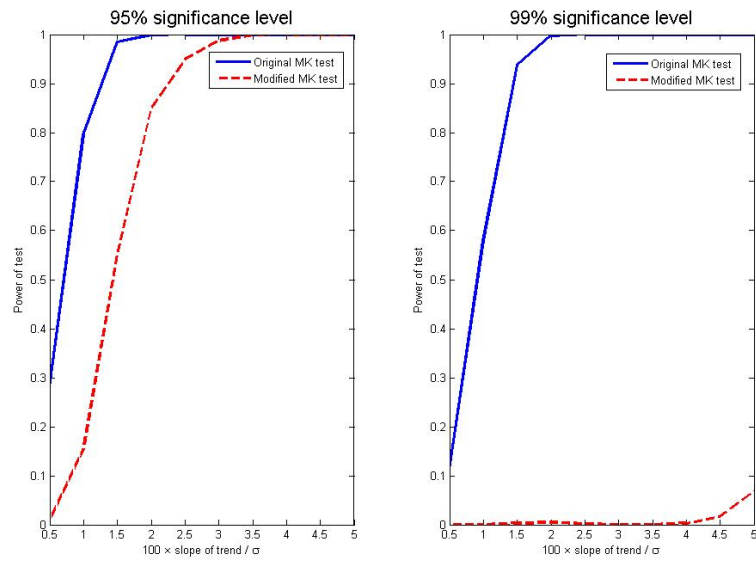 95% significance level
1
0.9
0.8
0.7
0.6
0.5
0.4
0.3
0.2
0.1
0
Power of test
Original MK test
Modified MK test
0.5 1 1.5 2 2.5 3 3.5 4 4.5 5
100 × slope of trend / σ
99% significance level
1
0.9
0.8
0.7
0.6
0.5
0.4
0.3
0.2
0.1
0
Power of test
Original MK test
Modified MK test
0.5 1 1.5 2 2.5 3 3.5 4 4.5 5
100 × slope of trend / σ